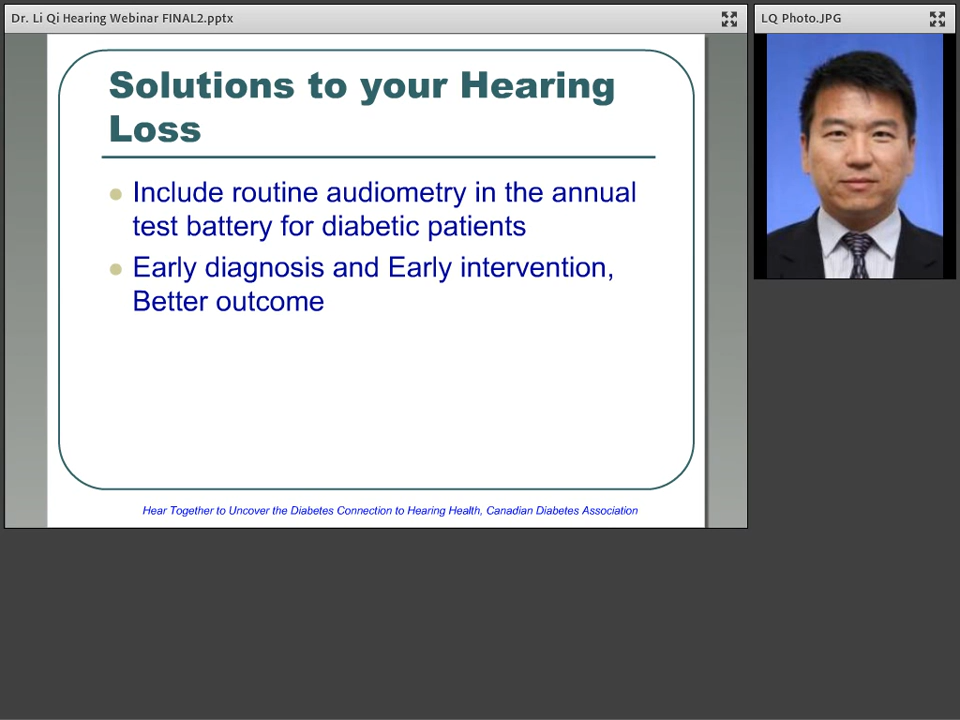 Dr. Li Qi Hearing Webinar FINAL2.pptx
LQ Photo.JPG
Solutions to your Hearing
Loss
Include routine audiometry in the annual
test battery for diabetic patients
Early diagnosis and Early intervention,
Better outcome
Hear Together to Uncover the Diabetes Connection to Hearing Health, Canadian Diabetes Association